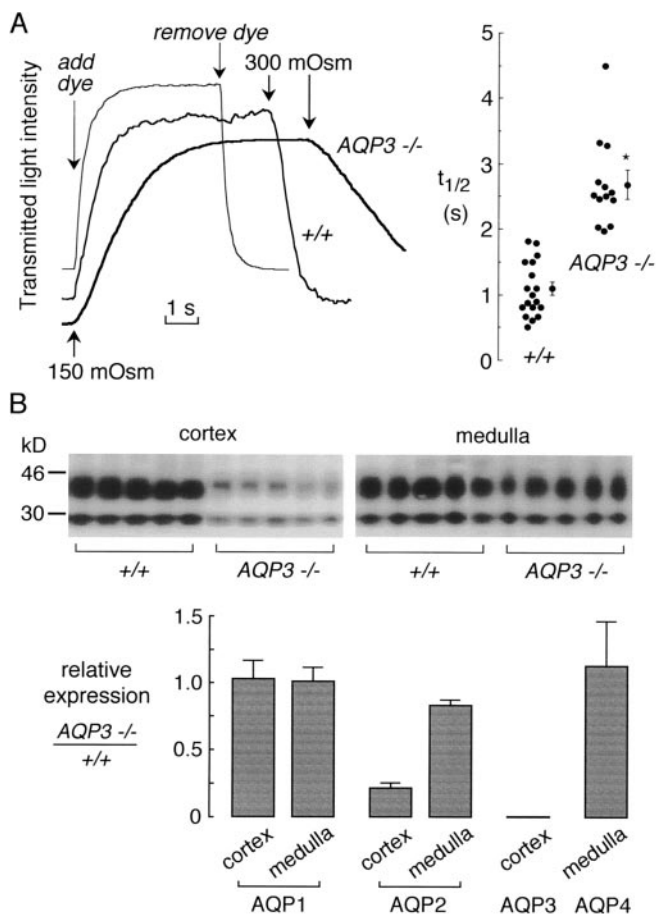 A
remove dye
add
dye
300 mOsm
AQP3 -/-
+/+
1 s
150 mOsm
Transmitted light intensity
5
4
3
2
1
0
t1/2
(s)
*
AQP3 -/-
+/+
B
cortex
medulla
kD
46
30
+/+
AQP3 -/-
+/+
AQP3 -/-
1.5
1.0
0.5
0
relative
expression
AQP3 -/-
+/+
cortex
medulla
cortex
medulla
cortex
medulla
AQP1
AQP2
AQP3
AQP4